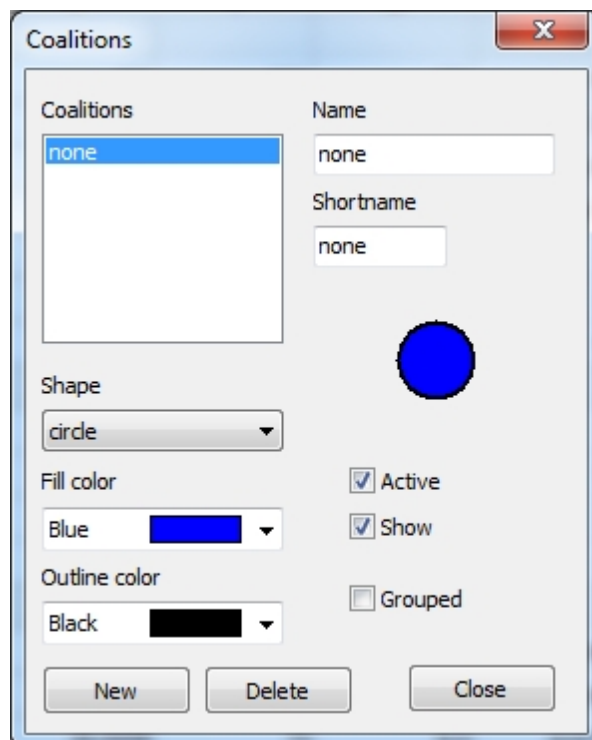 Coalitions
Coalitions
none
Name
none
Shortname
none
Shape
circle
Fill color
Blue
Active
Show
Outline color
Black
Grouped
New
Delete
Close